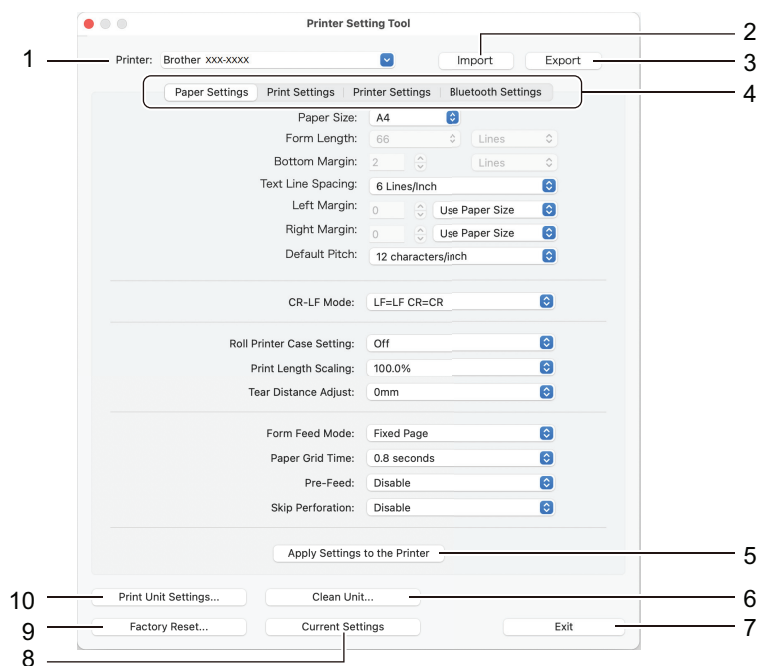 Printer Setting Tool
2
1 Printer: Brother xxx-xxxx Import Export
3
Paper Settings Print Settings Printer Settings Bluetooth Settings 4
Paper Size: A4
Form Length: 66 Lines
Bottom Margin: 2 Lines
Text Line Spacing: 6 Lines/Inch
Left Margin: 0 Use Paper Size
Right Margin: 0 Use Paper Size
Default Pitch: 12 characters/inch
CR-LF Mode: LF=LF CR=CR
Roll Printer Case Setting: Off
Print Length Scaling: 100.0%
Tear Distance Adjust: 0mm
Form Feed Mode: Fixed Page
Paper Grid Time: 0.8 seconds
Pre-Feed: Disable
Skip Perforation: Disable
Apply Settings to the Printer 5
10 Print Unit Settings... Clean Unit... 6
9 Factory Reset... Current Settings Exit 7
8